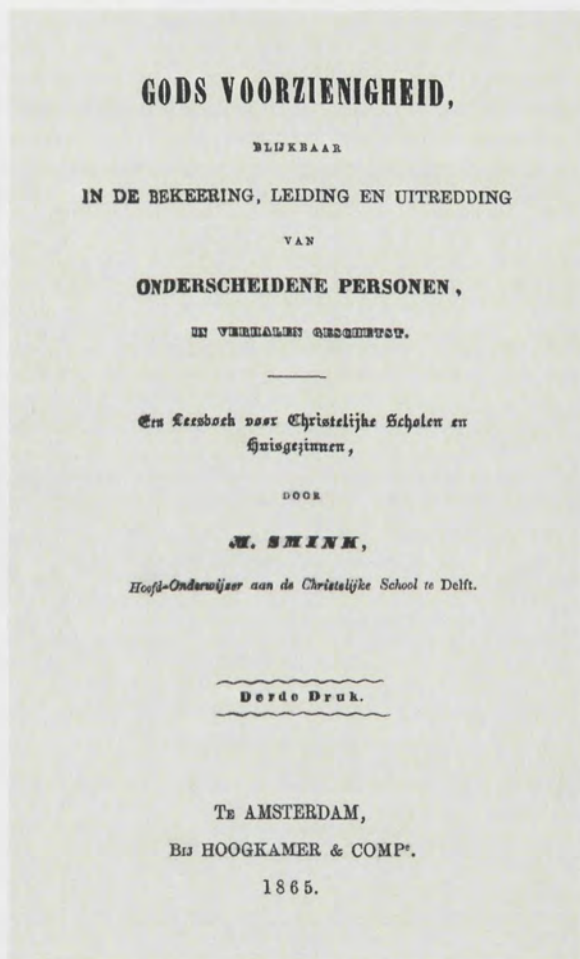 GODS VOORZIENIGHEID,
BLIJKBAAR
IN DE BEKEERING, LEIDING EN UITREDDING
VAN
ONDERSCHEIDENE PERSONEN,
IN VERHALEN GESCHETST.
Een Leesboek voor Christelijke Scholen en
Huisgezinnen,
DOOR
M. SMINK,
Hoofd-Onderwijzer aan de Christelijke School te Delft.
Derde Druk.
TE AMSTERDAM,
BIJ HOOGKAMER & COMPe.
1865.